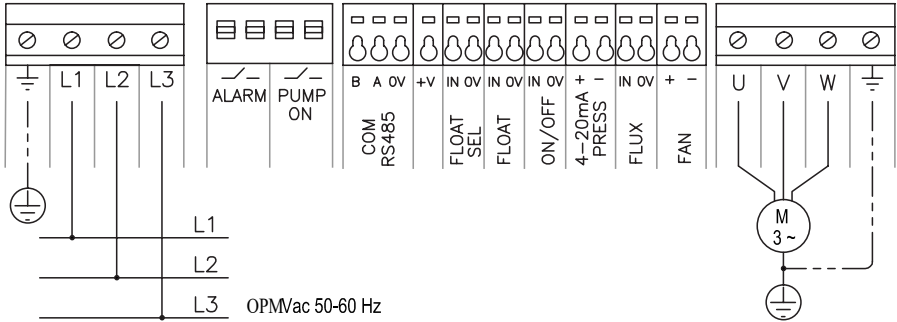 L1 L2 L3
ALARM PUMP ON
B A 0V +V IN 0V IN 0V IN 0V + – IN 0V + –
COM RS485
FLOAT SEL
FLOAT
ON/OFF
4–20mA PRESS
FLUX
FAN
U V W
M
3 ~
L1
L2
L3 OPMVac 50-60 Hz